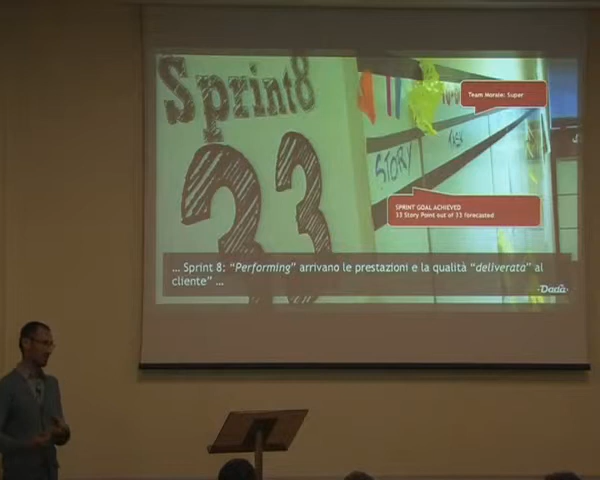 Sprint8
33
Team Morale: Super
STORY
SPRINT GOAL ACHIEVED
33 Story Point out of 33 forecasted
... Sprint 8: “Performing” arrivano le prestazioni e la qualità “deliverata” al
cliente” ...
Dada